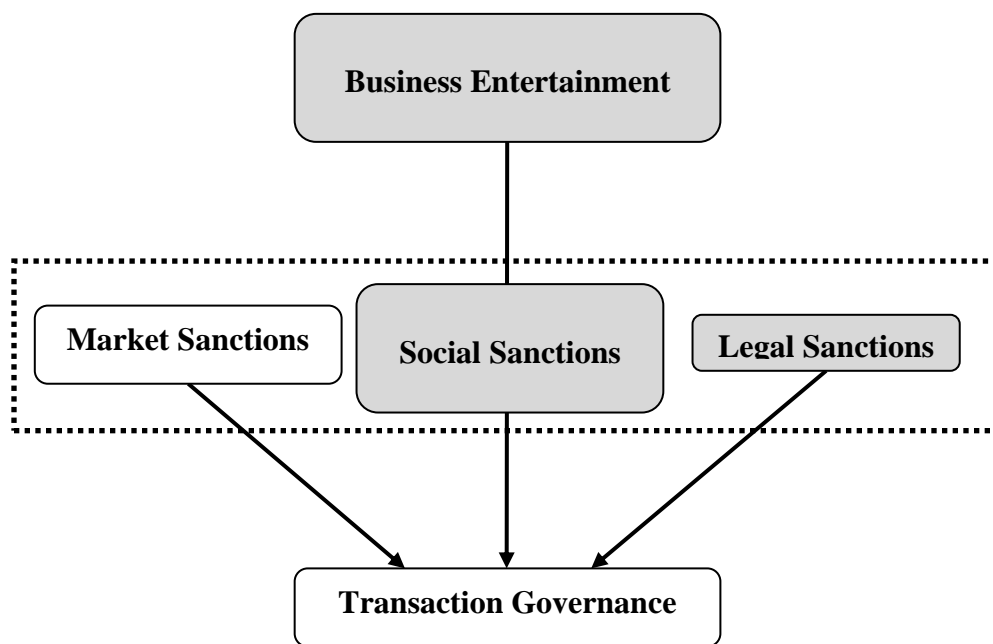 Business Entertainment
Market Sanctions
Social Sanctions
Legal Sanctions
Transaction Governance